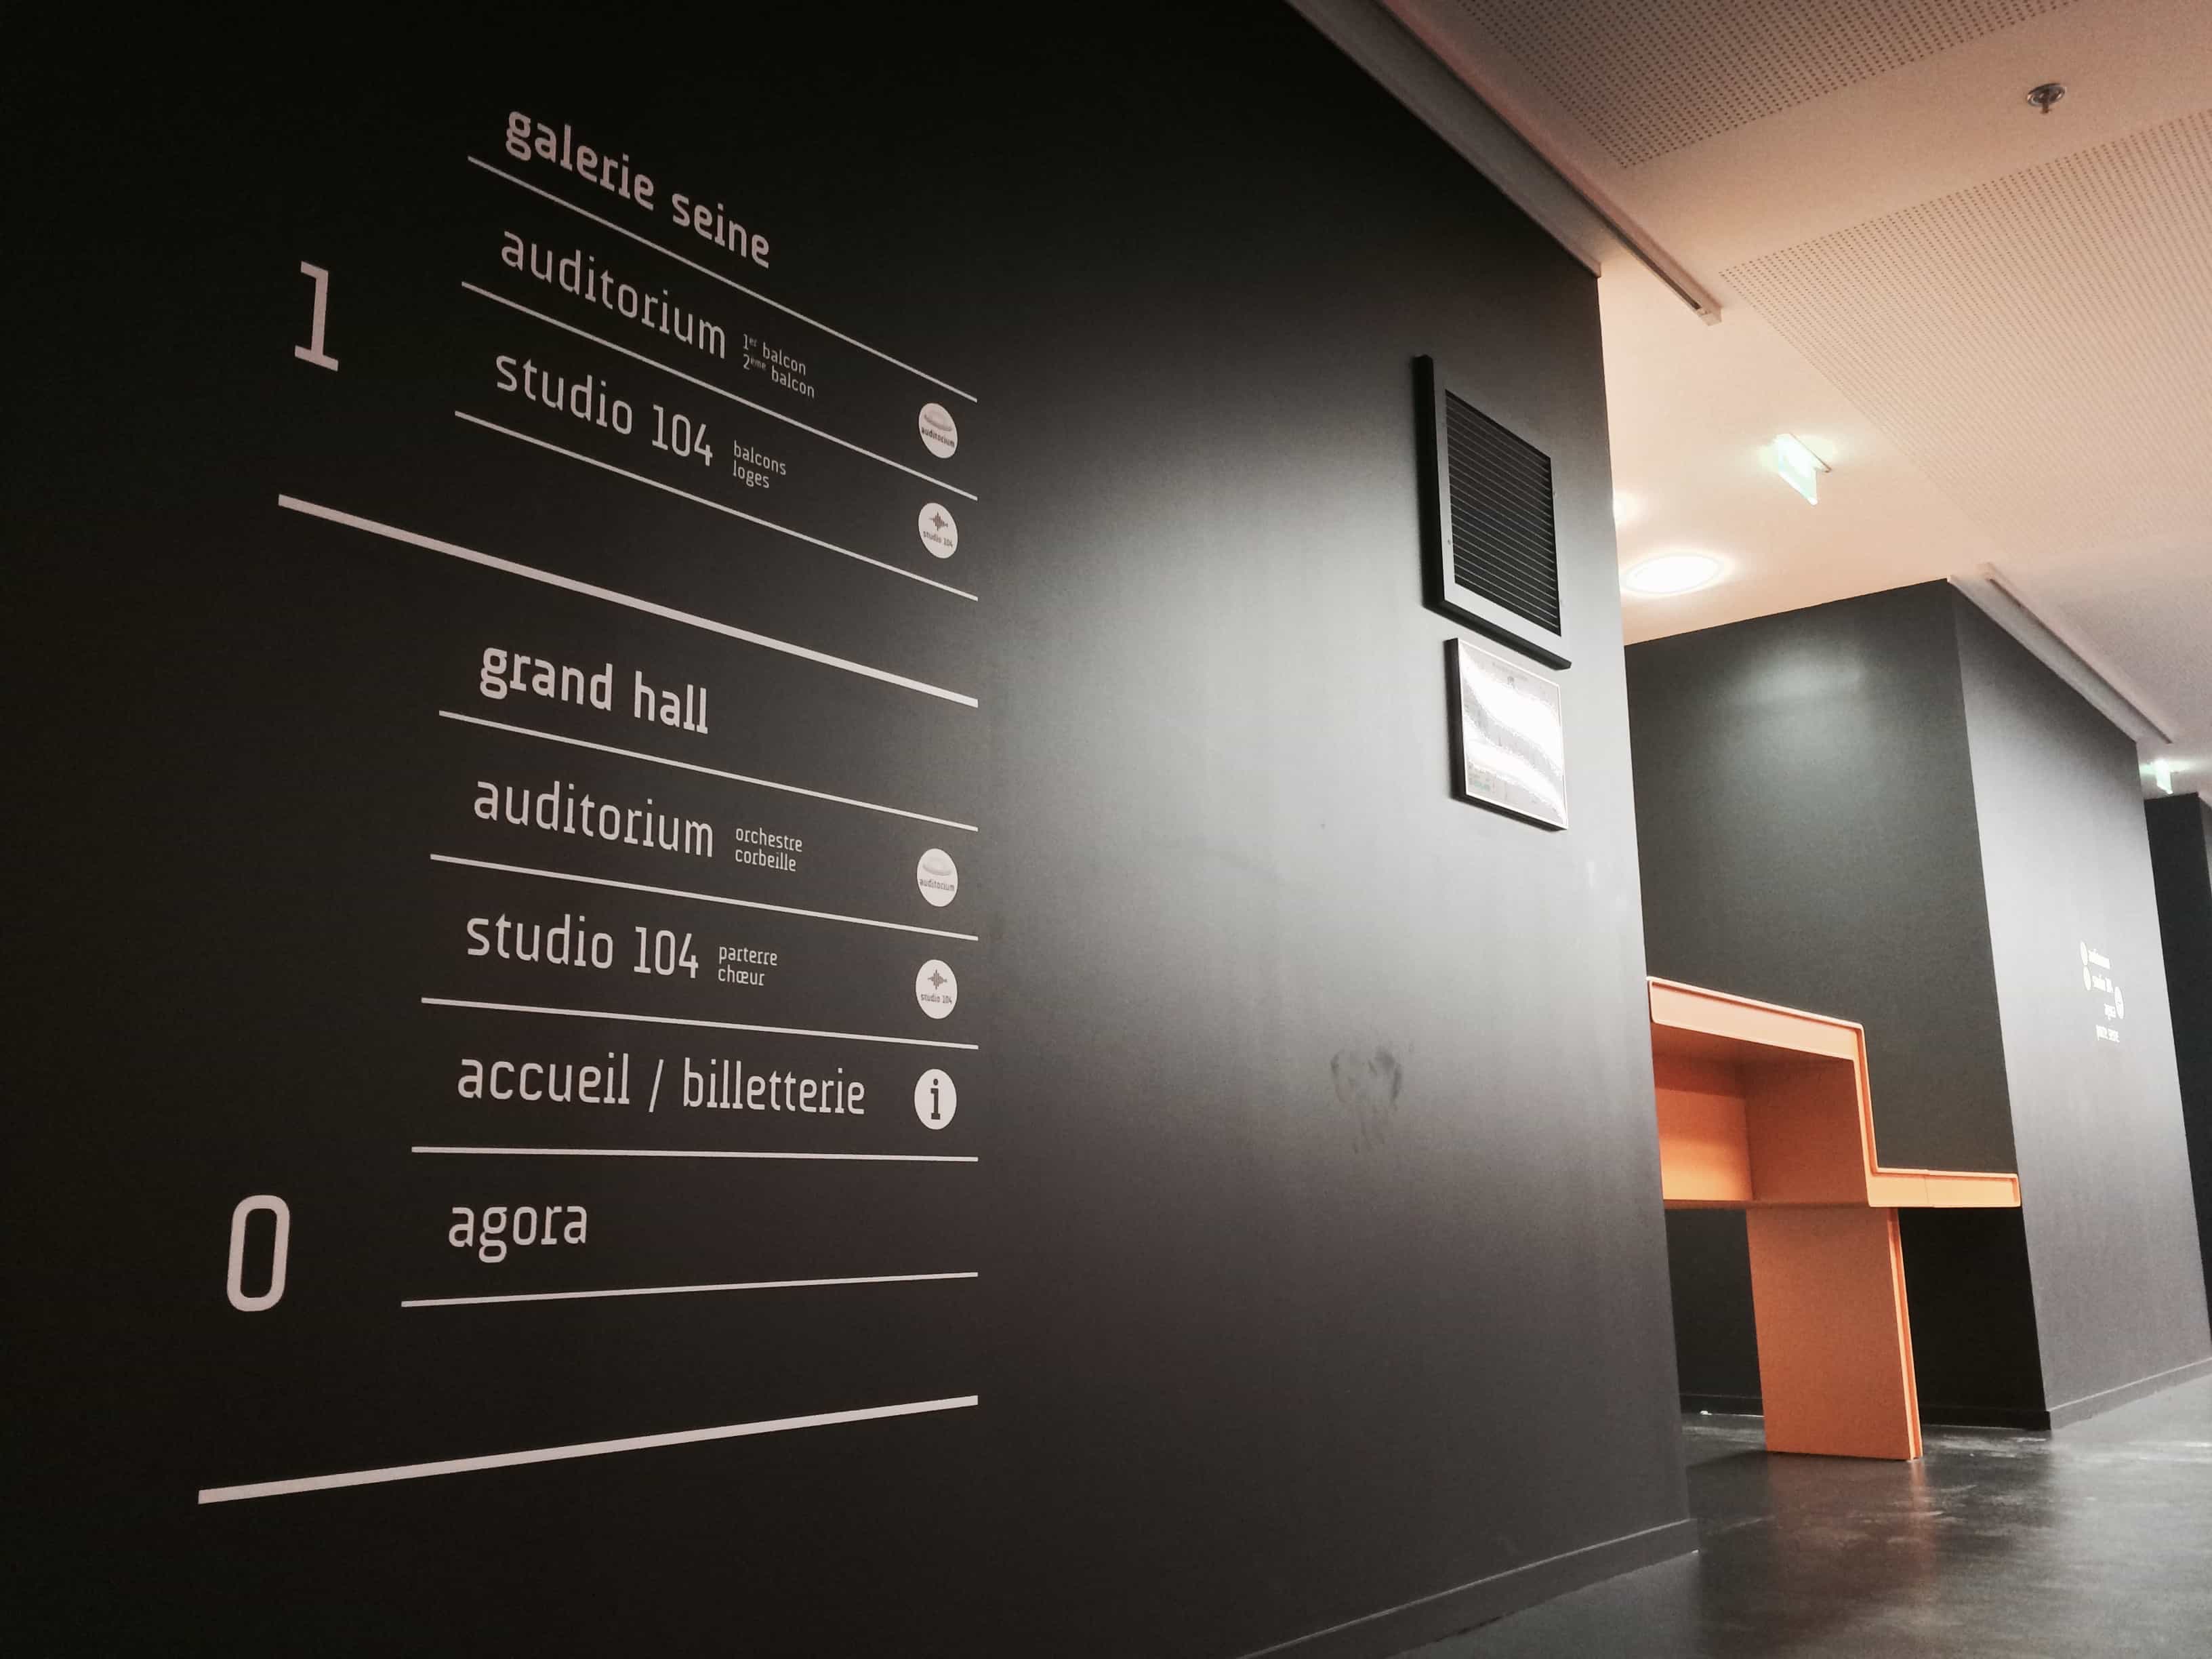 galerie seine
auditorium
1er balcon
2ème balcon
auditorium
1
studio 104
balcons
loges
studio 104
grand hall
auditorium
orchestre
corbeille
auditorium
studio 104
parterre
chœur
studio 104
accueil / billetterie
i
0
agora